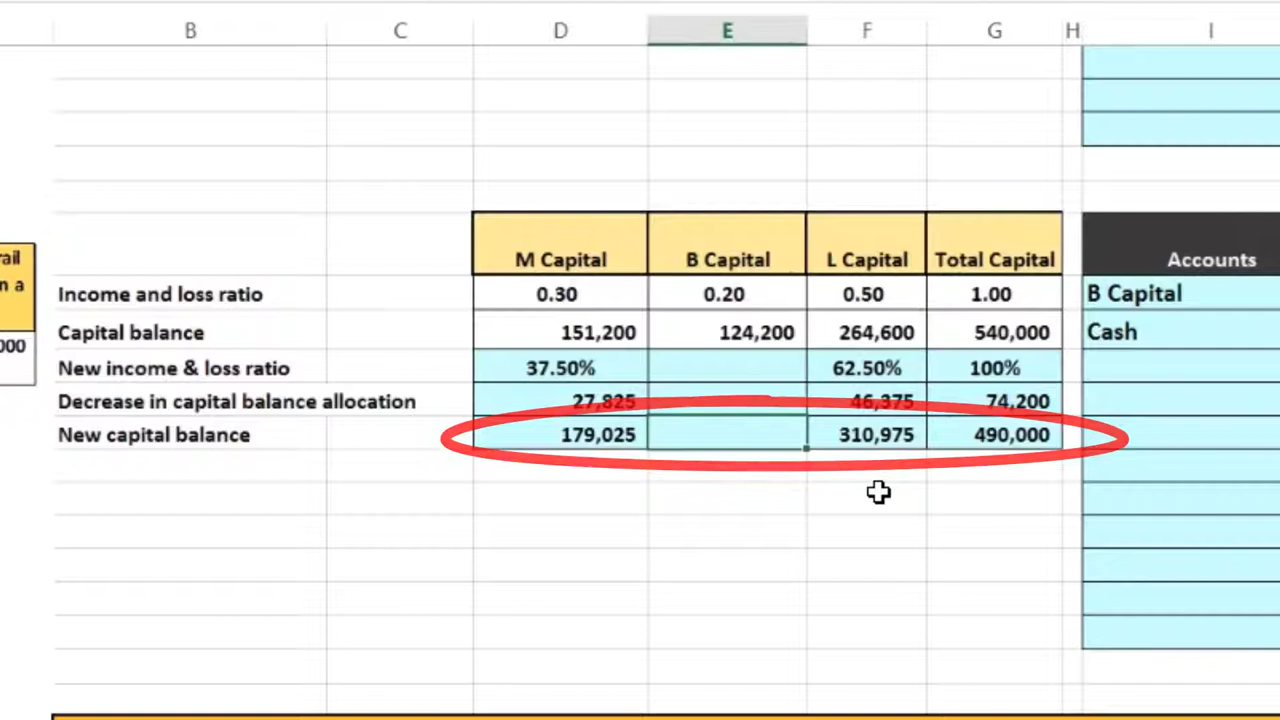 B C D E F G H I
M Capital B Capital L Capital Total Capital Accounts
Income and loss ratio 0.30 0.20 0.50 1.00 B Capital
Capital balance 151,200 124,200 264,600 540,000 Cash
New income & loss ratio 37.50% 62.50% 100%
Decrease in capital balance allocation 27,825 46,375 74,200
New capital balance 179,025 310,975 490,000